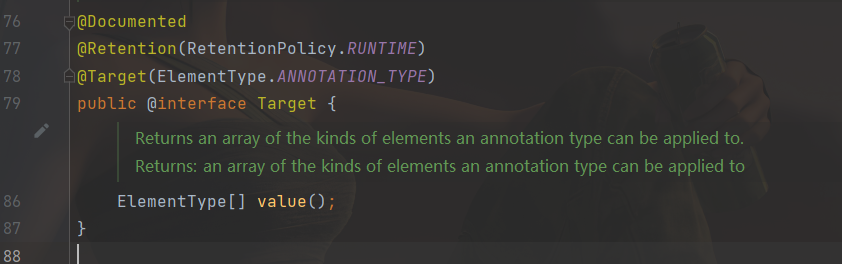 76 @Documented
77 @Retention(RetentionPolicy.RUNTIME)
78 @Target(ElementType.ANNOTATION_TYPE)
79 public @interface Target {
Returns an array of the kinds of elements an annotation type can be applied to.
Returns: an array of the kinds of elements an annotation type can be applied to
86 ElementType[] value();
87 }
88